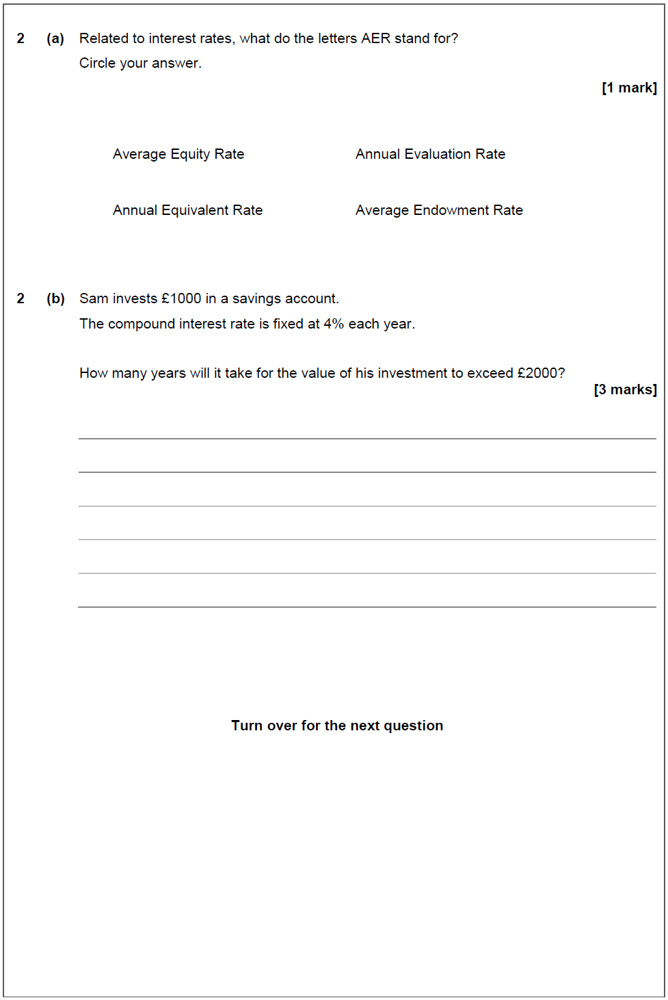 2 (a) Related to interest rates, what do the letters AER stand for?
Circle your answer.
[1 mark]
Average Equity Rate Annual Evaluation Rate
Annual Equivalent Rate Average Endowment Rate
2 (b) Sam invests £1000 in a savings account.
The compound interest rate is fixed at 4% each year.
How many years will it take for the value of his investment to exceed £2000?
[3 marks]
Turn over for the next question